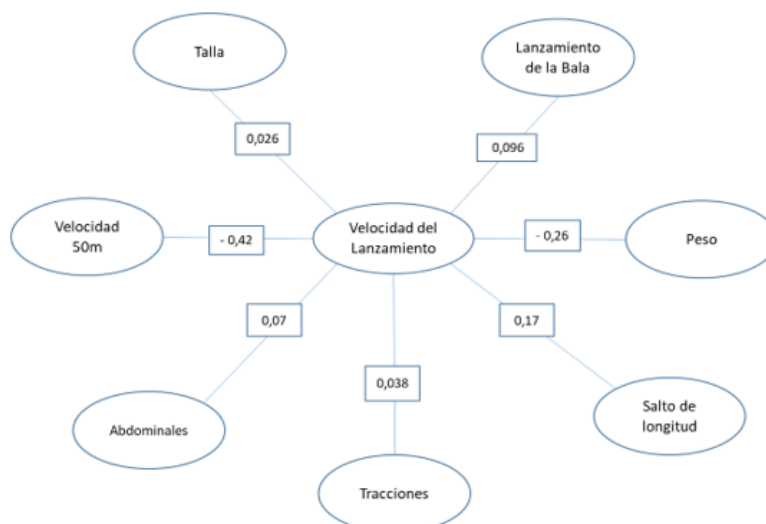 Talla
Lanzamiento
de la Bala
0,026
0,096
Velocidad
50m
- 0,42
Velocidad del
Lanzamiento
- 0,26
Peso
0,07
0,17
0,038
Abdominales
Salto de
longitud
Tracciones